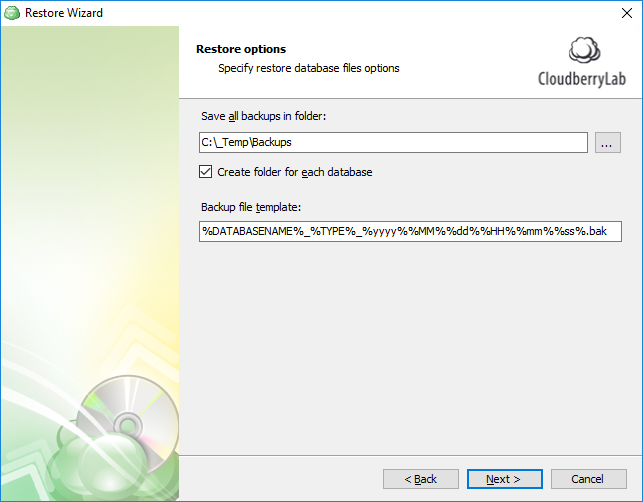 Restore Wizard
Restore options
Specify restore database files options
CloudberryLab
Save all backups in folder:
C:\_Temp\Backups
...
Create folder for each database
Backup file template:
%DATABASENAME%_%TYPE%_%yyyy%%MM%%dd%%HH%%mm%%ss%.bak
< Back
Next >
Cancel